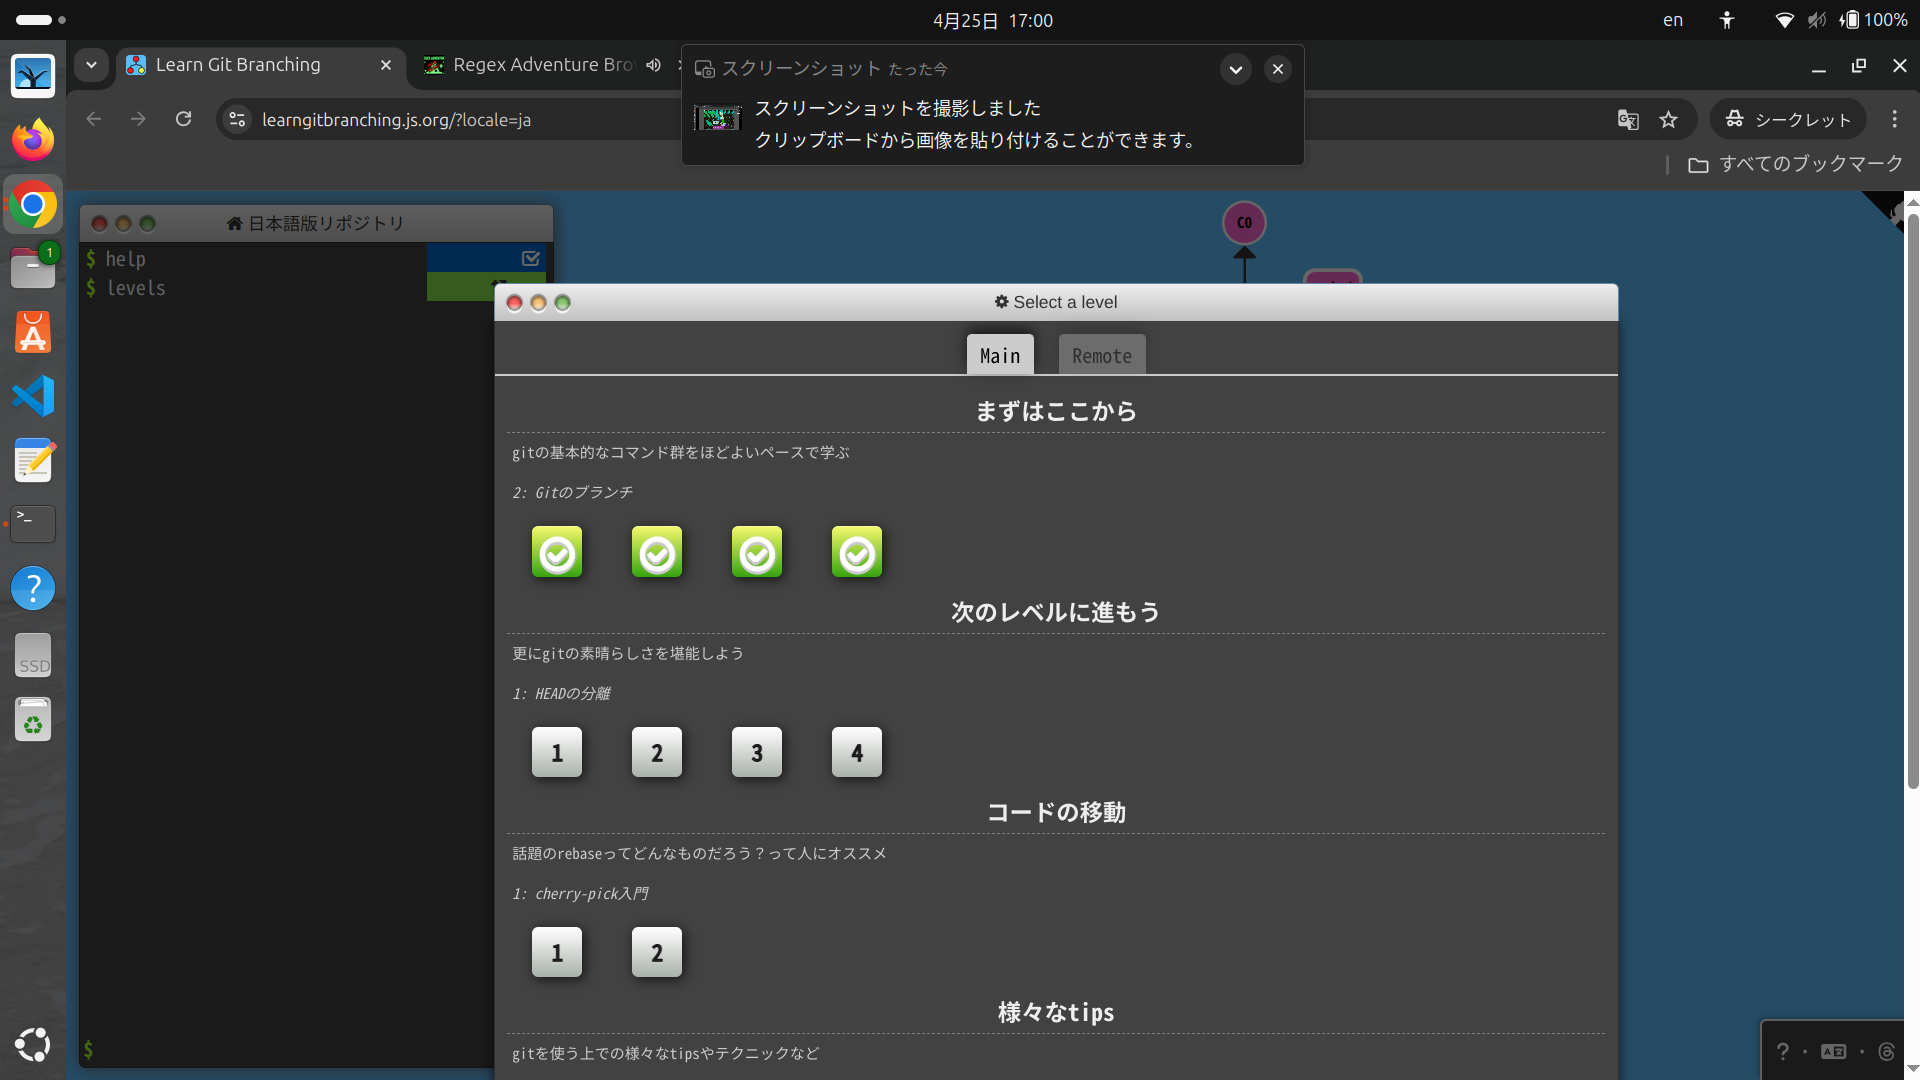 4月25日 17:00
en
100%
Learn Git Branching
Regex Adventure Bro
スクリーンショット たった今
スクリーンショットを撮影しました
クリップボードから画像を貼り付けることができます。
learngitbranching.js.org/?locale=ja
シークレット
すべてのブックマーク
1
日本語版リポジトリ
$ help
$ levels
C0
Select a level
Main
Remote
まずはここから
gitの基本的なコマンド群をほどよいペースで学ぶ
2: Gitのブランチ
次のレベルに進もう
更にgitの素晴らしさを堪能しよう
1: HEADの分離
1
2
3
4
コードの移動
話題のrebaseってどんなものだろう？って人にオススメ
1: cherry-pick入門
1
2
様々なtips
gitを使う上での様々なtipsやテクニックなど
SSD
$
?